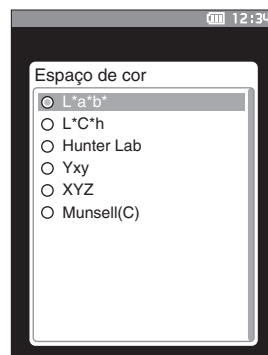 12:34
Espaço de cor
L*a*b*
L*C*h
Hunter Lab
Yxy
XYZ
Munsell(C)